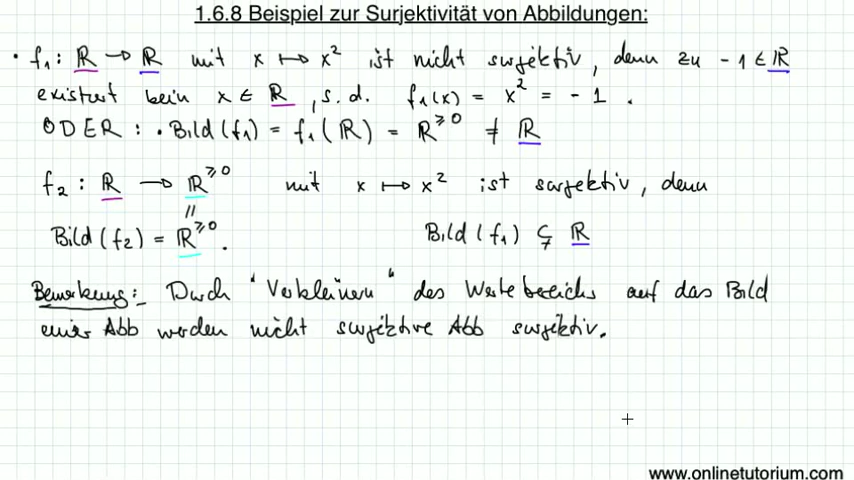 1.6.8 Beispiel zur Surjektivität von Abbildungen:
• f₁ : ℝ → ℝ mit x ↦ x² ist nicht surjektiv, denn zu -1 ∈ ℝ
existiert kein x ∈ ℝ, s.d. f₁(x) = x² = -1.
ODER: • Bild(f₁) = f₁(ℝ) = ℝ^≥0 ≠ ℝ
f₂ : ℝ → ℝ^≥0 mit x ↦ x² ist surjektiv, denn
=
Bild(f₂) = ℝ^≥0. Bild(f₁) ⊊ ℝ
Bemerkung: Durch "Verkleinern" des Wertebereichs auf das Bild
einer Abb werden nicht surjektive Abb surjektiv.
www.onlinetutorium.com